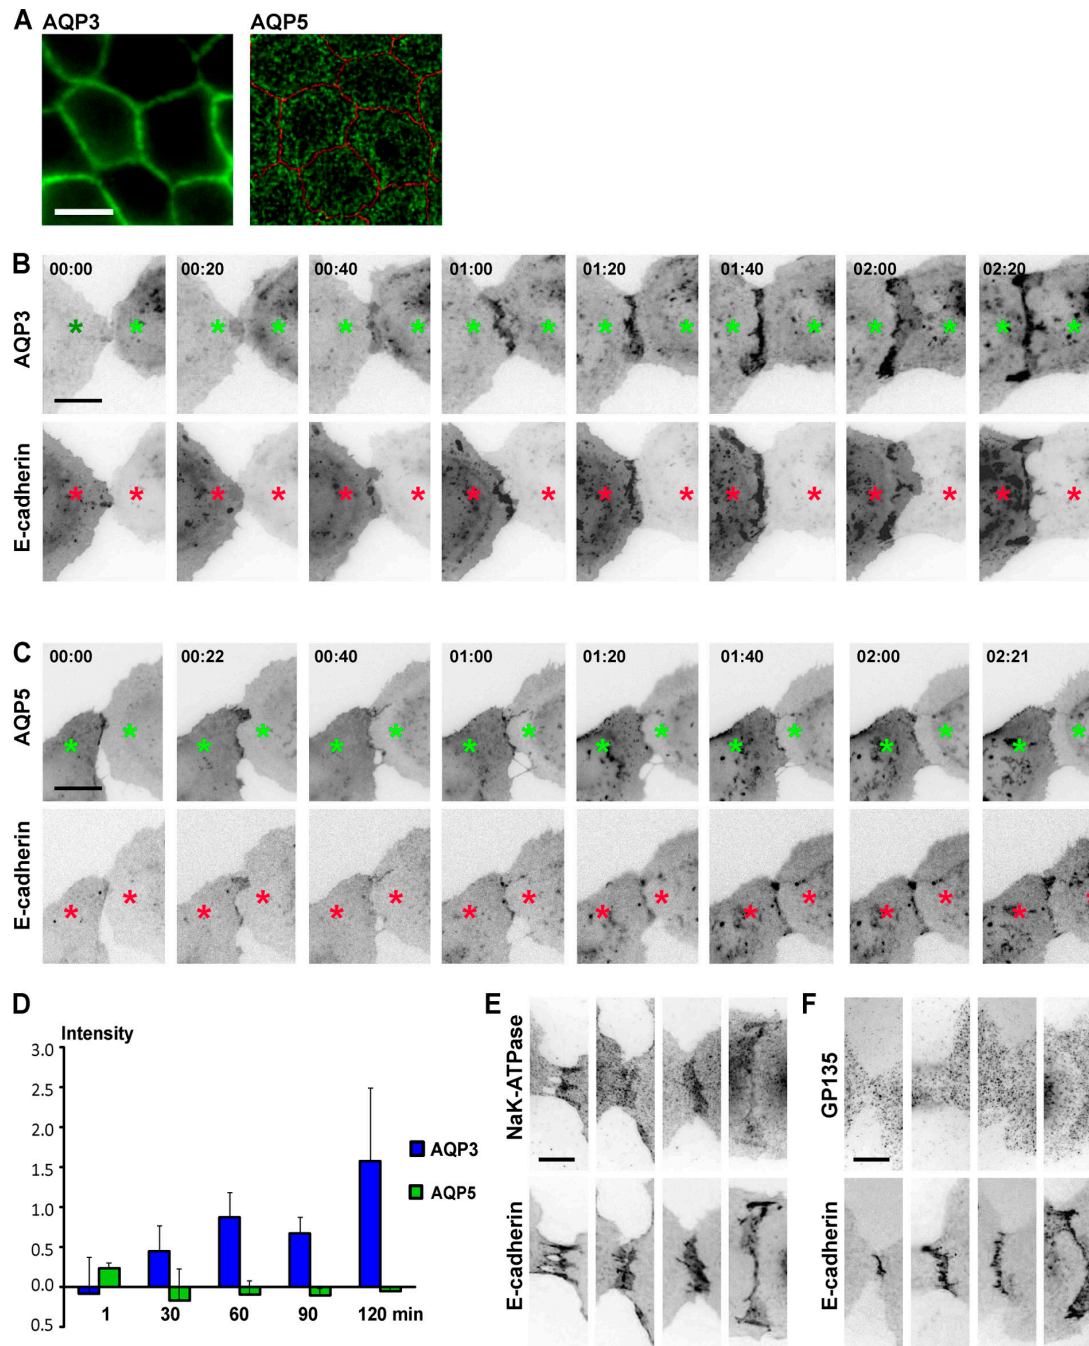 A
AQP3
AQP5
B
AQP3
00:00
00:20
00:40
01:00
01:20
01:40
02:00
02:20
E-cadherin
C
AQP5
00:00
00:22
00:40
01:00
01:20
01:40
02:00
02:21
E-cadherin
D
Intensity
3.0
2.5
2.0
1.5
1.0
0.5
0.0
0.5
1
30
60
90
120 min
AQP3
AQP5
E
NaK-ATPase
E-cadherin
F
GP135
E-cadherin